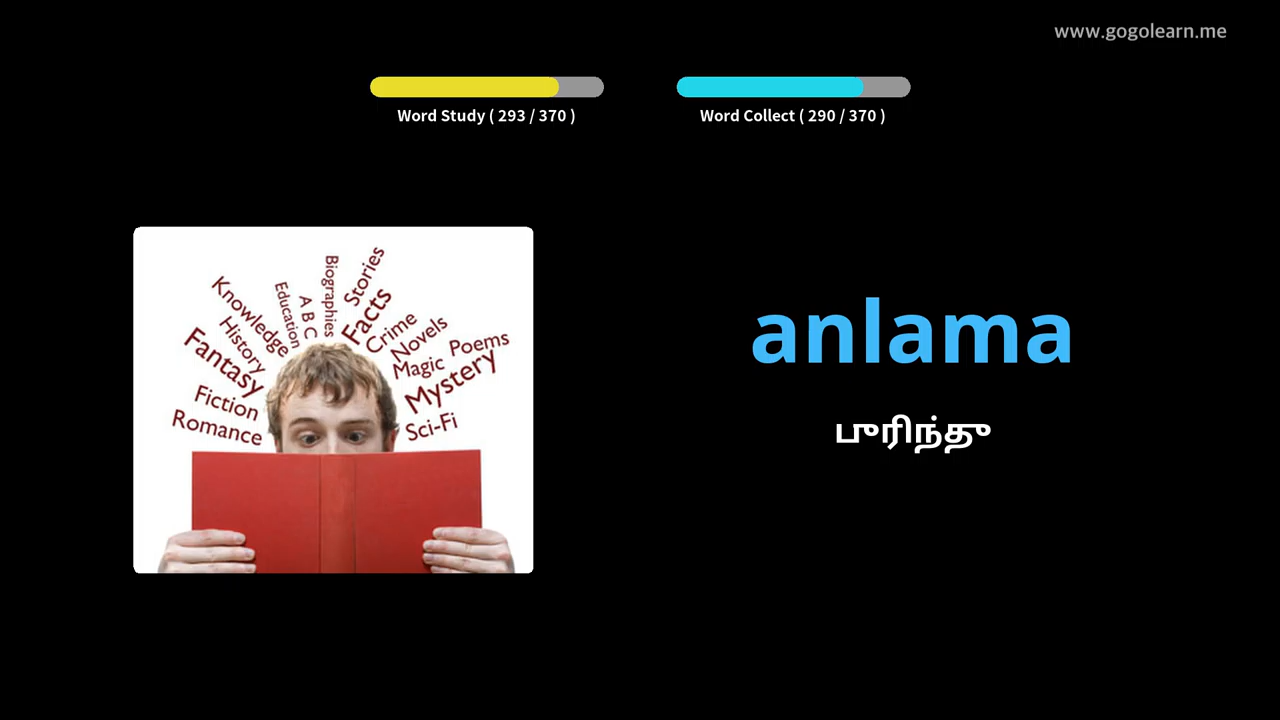 www.gogolearn.me
Word Study ( 293 / 370 )
Word Collect ( 290 / 370 )
Biographies
Stories
Education
A B C
Facts
Knowledge
Crime
History
Novels
Poems
Fantasy
Magic
Mystery
Fiction
Romance
Sci-Fi
anlama
புரிந்து